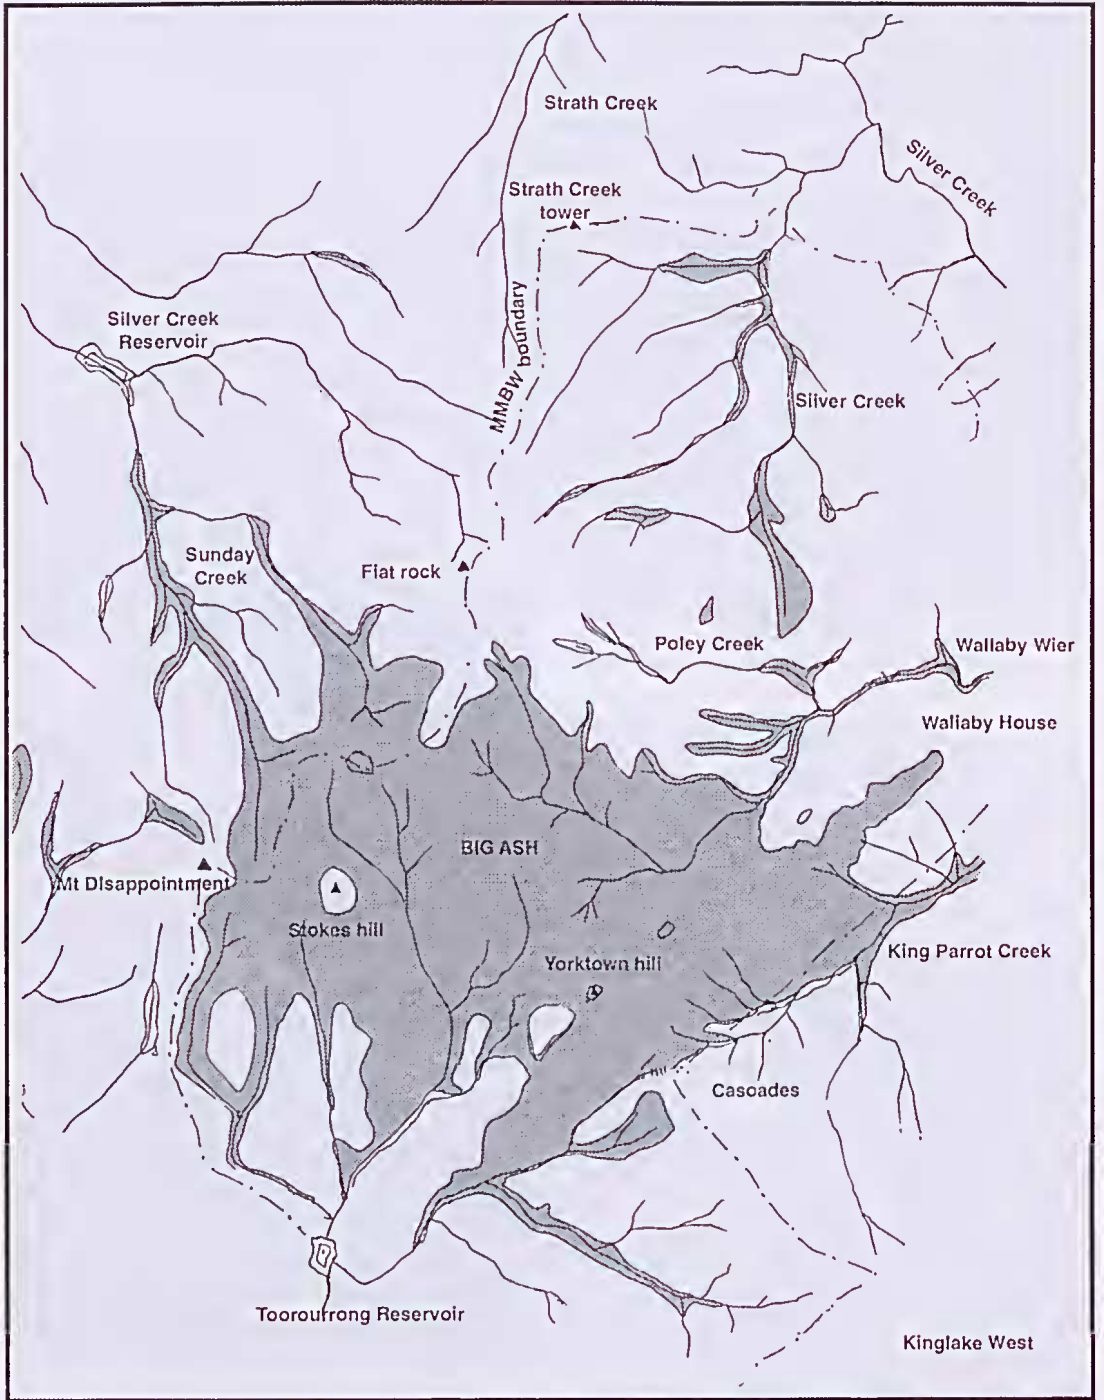 Strath Creek
Silver Creek
Strath Creek
tower
MMBW boundary
Silver Creek
Reservoir
Silver Creek
Sunday
Creek
Flat rock
Poley Creek
Wallaby Wier
Wallaby House
BIG ASH
Mt Disappointment
Stokes hill
King Parrot Creek
Yorktown hill
Casoades
Toorourrong Reservoir
Kinglake West